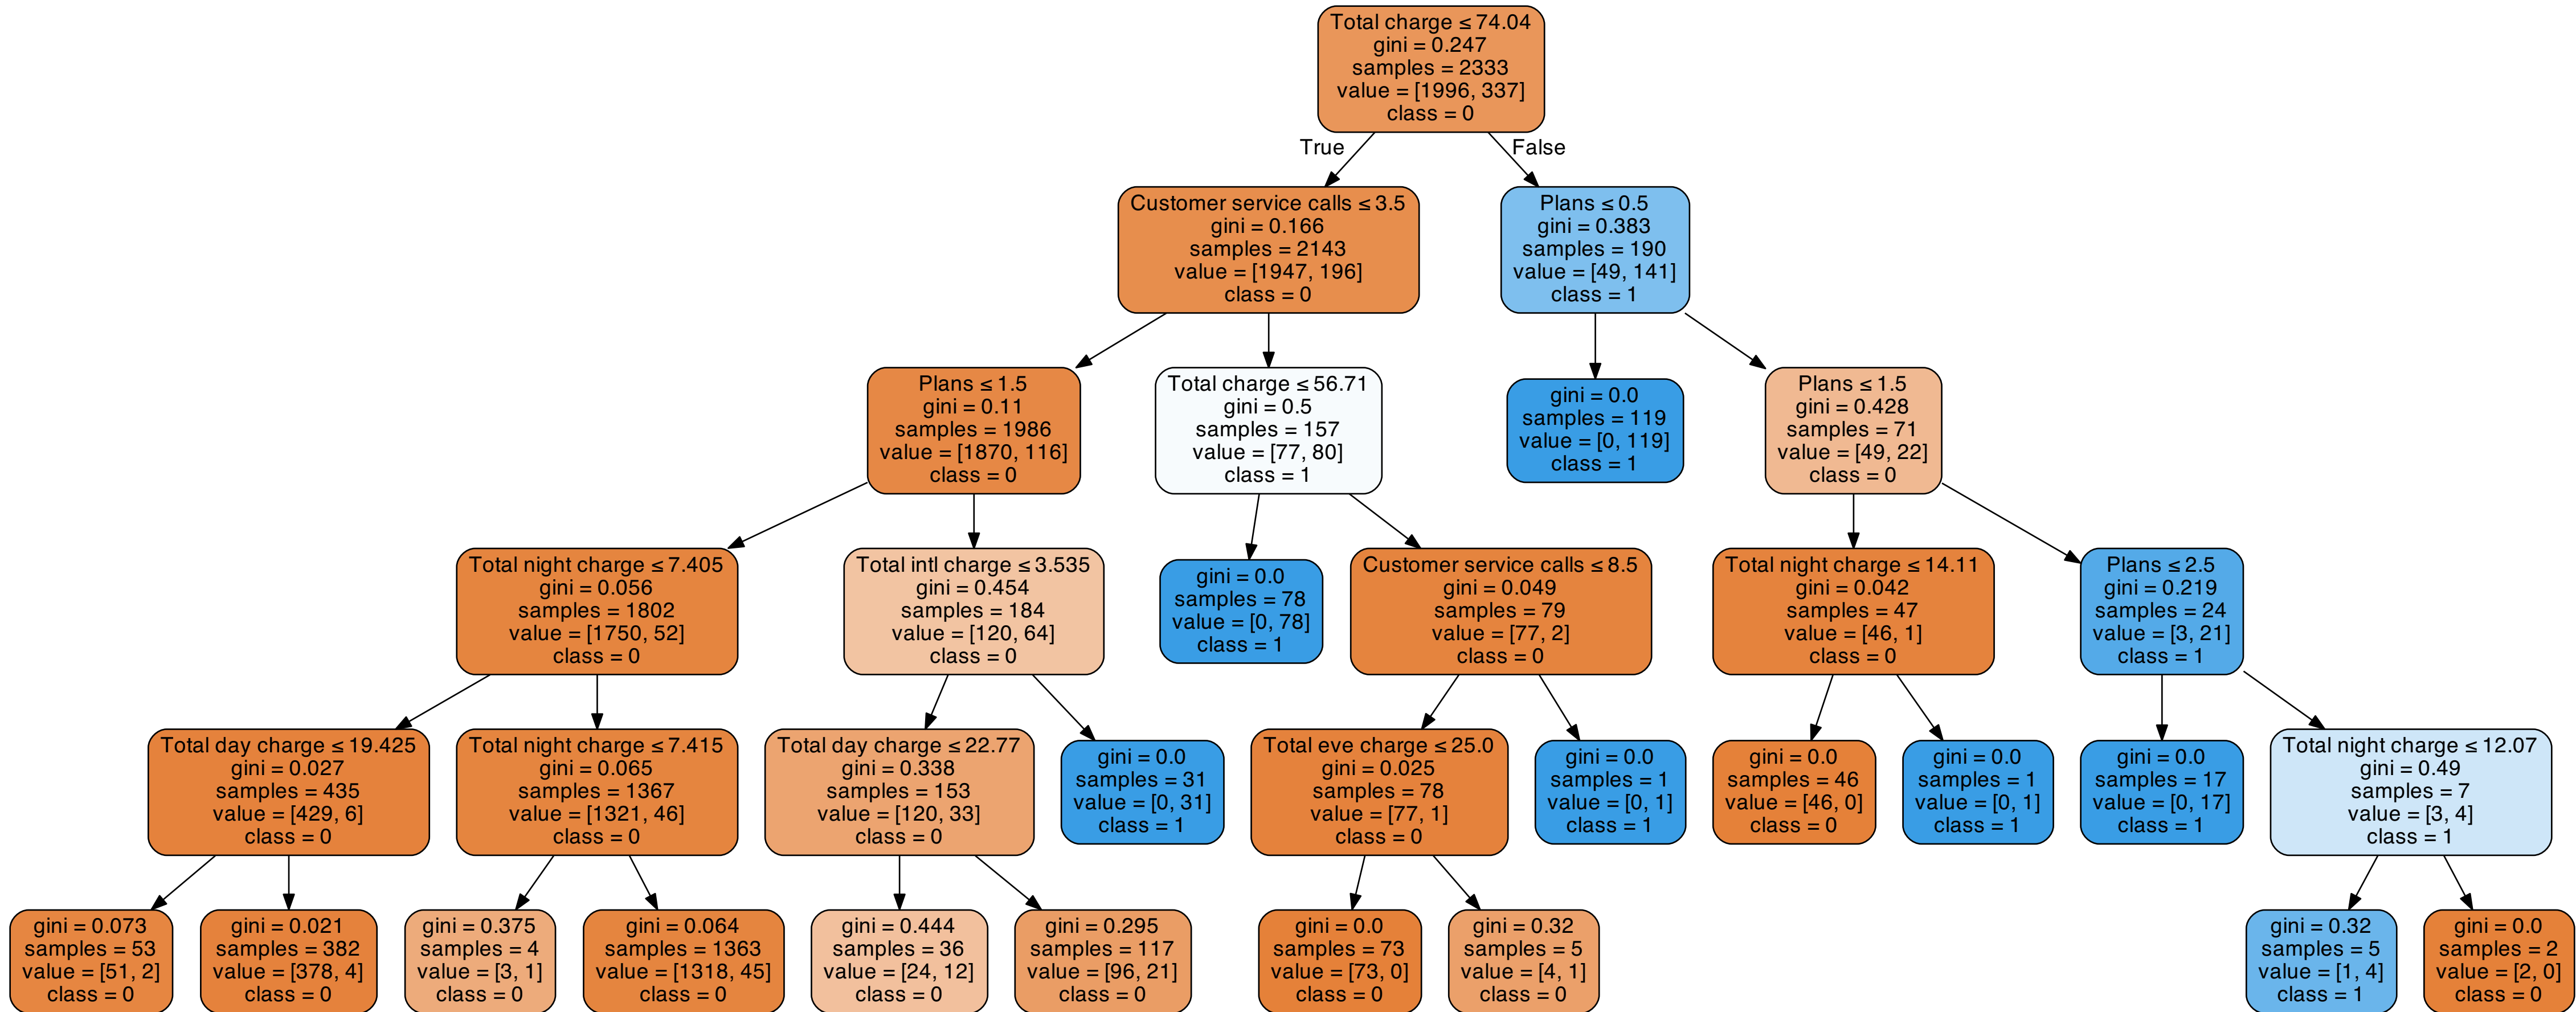 Total charge ≤ 74.04
gini = 0.247
samples = 2333
value = [1996, 337]
class = 0
True
False
Customer service calls ≤ 3.5
gini = 0.166
samples = 2143
value = [1947, 196]
class = 0
Plans ≤ 0.5
gini = 0.383
samples = 190
value = [49, 141]
class = 1
Plans ≤ 1.5
gini = 0.11
samples = 1986
value = [1870, 116]
class = 0
Total charge ≤ 56.71
gini = 0.5
samples = 157
value = [77, 80]
class = 1
gini = 0.0
samples = 119
value = [0, 119]
class = 1
Plans ≤ 1.5
gini = 0.428
samples = 71
value = [49, 22]
class = 0
Total night charge ≤ 7.405
gini = 0.056
samples = 1802
value = [1750, 52]
class = 0
Total intl charge ≤ 3.535
gini = 0.454
samples = 184
value = [120, 64]
class = 0
gini = 0.0
samples = 78
value = [0, 78]
class = 1
Customer service calls ≤ 8.5
gini = 0.049
samples = 79
value = [77, 2]
class = 0
Total night charge ≤ 14.11
gini = 0.042
samples = 47
value = [46, 1]
class = 0
Plans ≤ 2.5
gini = 0.219
samples = 24
value = [3, 21]
class = 1
Total day charge ≤ 19.425
gini = 0.027
samples = 435
value = [429, 6]
class = 0
Total night charge ≤ 7.415
gini = 0.065
samples = 1367
value = [1321, 46]
class = 0
Total day charge ≤ 22.77
gini = 0.338
samples = 153
value = [120, 33]
class = 0
gini = 0.0
samples = 31
value = [0, 31]
class = 1
Total eve charge ≤ 25.0
gini = 0.025
samples = 78
value = [77, 1]
class = 0
gini = 0.0
samples = 1
value = [0, 1]
class = 1
gini = 0.0
samples = 46
value = [46, 0]
class = 0
gini = 0.0
samples = 1
value = [0, 1]
class = 1
gini = 0.0
samples = 17
value = [0, 17]
class = 1
Total night charge ≤ 12.07
gini = 0.49
samples = 7
value = [3, 4]
class = 1
gini = 0.073
samples = 53
value = [51, 2]
class = 0
gini = 0.021
samples = 382
value = [378, 4]
class = 0
gini = 0.375
samples = 4
value = [3, 1]
class = 0
gini = 0.064
samples = 1363
value = [1318, 45]
class = 0
gini = 0.444
samples = 36
value = [24, 12]
class = 0
gini = 0.295
samples = 117
value = [96, 21]
class = 0
gini = 0.0
samples = 73
value = [73, 0]
class = 0
gini = 0.32
samples = 5
value = [4, 1]
class = 0
gini = 0.32
samples = 5
value = [1, 4]
class = 1
gini = 0.0
samples = 2
value = [2, 0]
class = 0